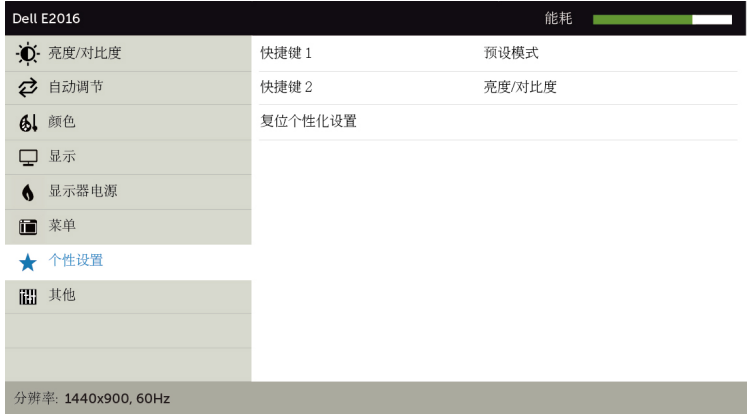 Dell E2016 能耗
亮度/对比度 快捷键 1 预设模式
自动调节 快捷键 2 亮度/对比度
颜色 复位个性化设置
显示
显示器电源
菜单
个性设置
其他
分辨率: 1440x900, 60Hz